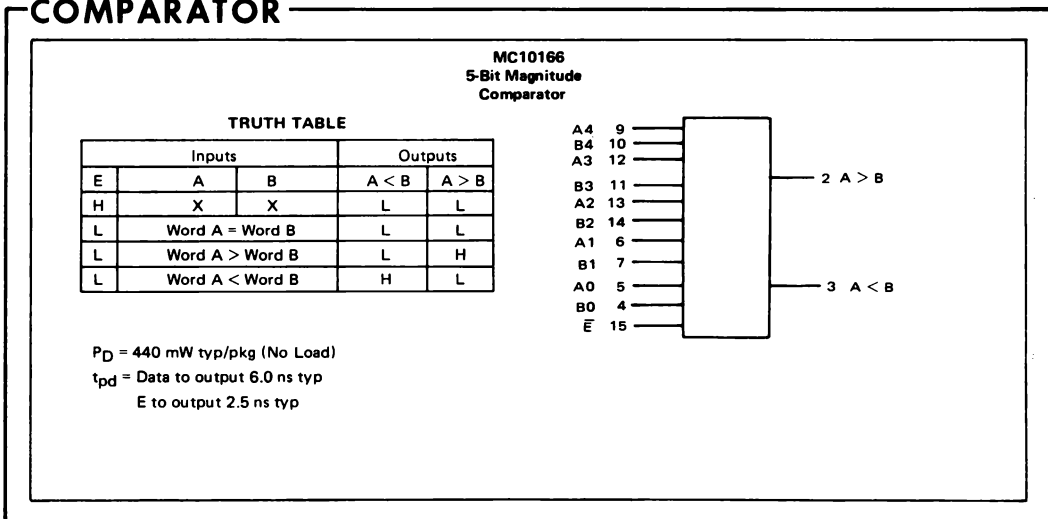 COMPARATOR
MC10166
5-Bit Magnitude
Comparator
TRUTH TABLE
Inputs Outputs
E A B A < B A > B
H X X L L
L Word A = Word B L L
L Word A > Word B L H
L Word A < Word B H L
A4 9
B4 10
A3 12
B3 11
A2 13
B2 14
A1 6
B1 7
A0 5
B0 4
E̅ 15
2 A > B
3 A < B
PD = 440 mW typ/pkg (No Load)
tpd = Data to output 6.0 ns typ
E to output 2.5 ns typ